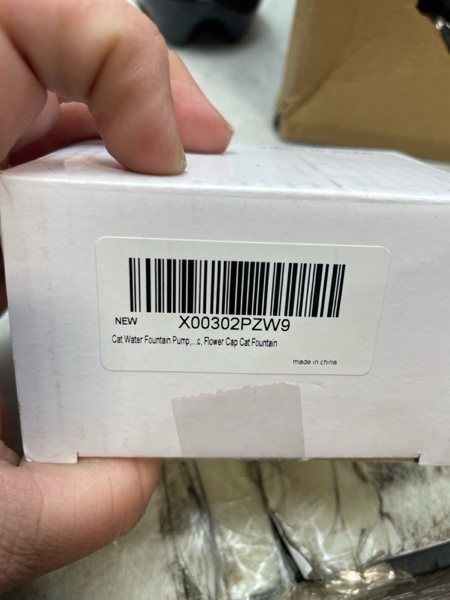 X00302PZW9
NEW
Cat Water Fountain Pump,...c, Flower Cap Cat Fountain
made in china